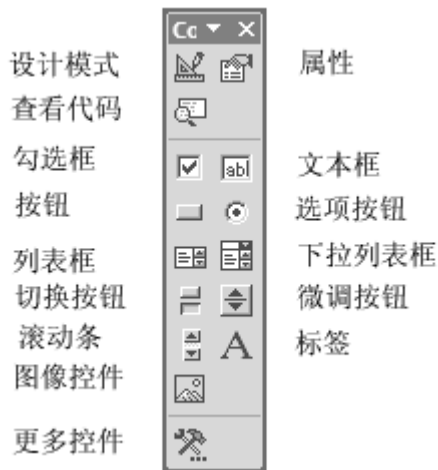 Co
设计模式 属性
查看代码
勾选框 abl 文本框
按钮 选项按钮
列表框 下拉列表框
切换按钮 微调按钮
滚动条 A 标签
图像控件
更多控件